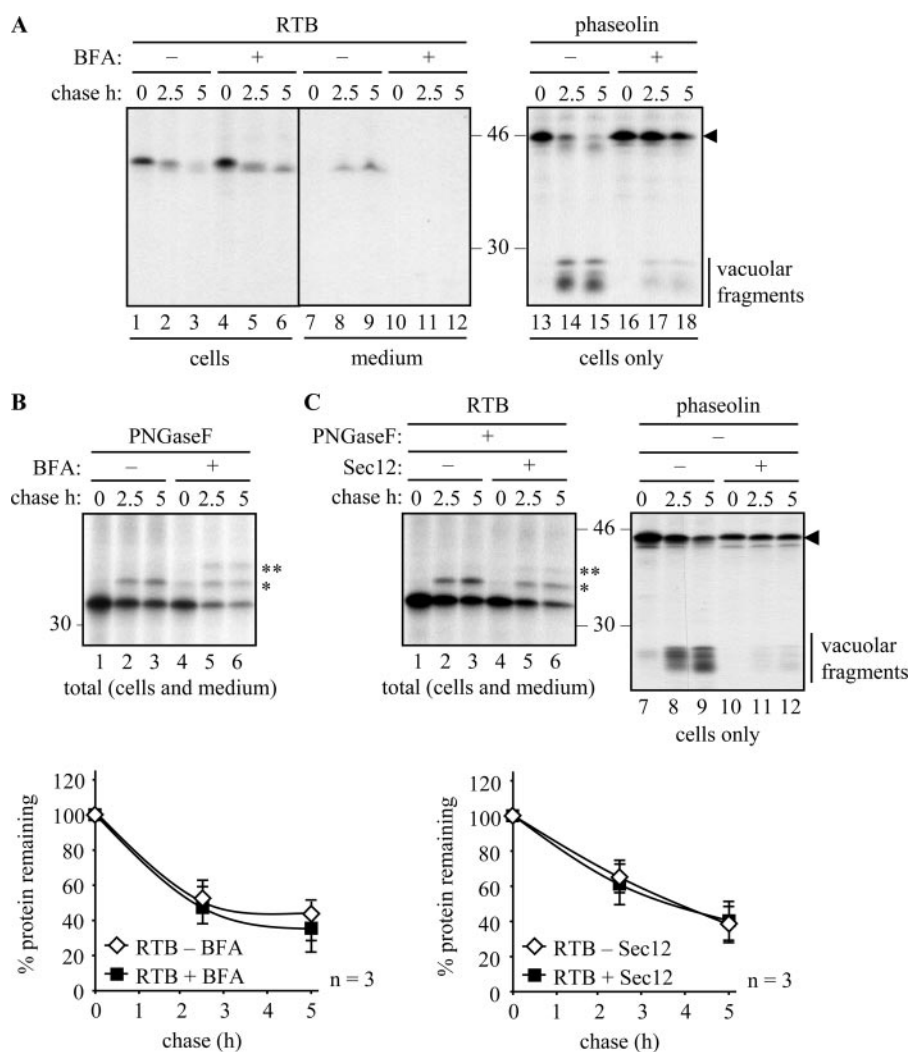 A
RTB
phaseolin
BFA: – + – + – +
chase h: 0 2.5 5 0 2.5 5 0 2.5 5 0 2.5 5 0 2.5 5 0 2.5 5
46
30
vacuolar
fragments
1 2 3 4 5 6 7 8 9 10 11 12 13 14 15 16 17 18
cells medium cells only
B
PNGaseF
BFA: – +
chase h: 0 2.5 5 0 2.5 5
**
*
30
1 2 3 4 5 6
total (cells and medium)
C
RTB phaseolin
PNGaseF: + –
Sec12: – + – +
chase h: 0 2.5 5 0 2.5 5 0 2.5 5 0 2.5 5
46
**
*
30
vacuolar
fragments
1 2 3 4 5 6
total (cells and medium)
7 8 9 10 11 12
cells only
% protein remaining
120
100
80
60
40
20
0
RTB – BFA
RTB + BFA
n = 3
0 1 2 3 4 5
chase (h)
% protein remaining
120
100
80
60
40
20
0
RTB – Sec12
RTB + Sec12
n = 3
0 1 2 3 4 5
chase (h)